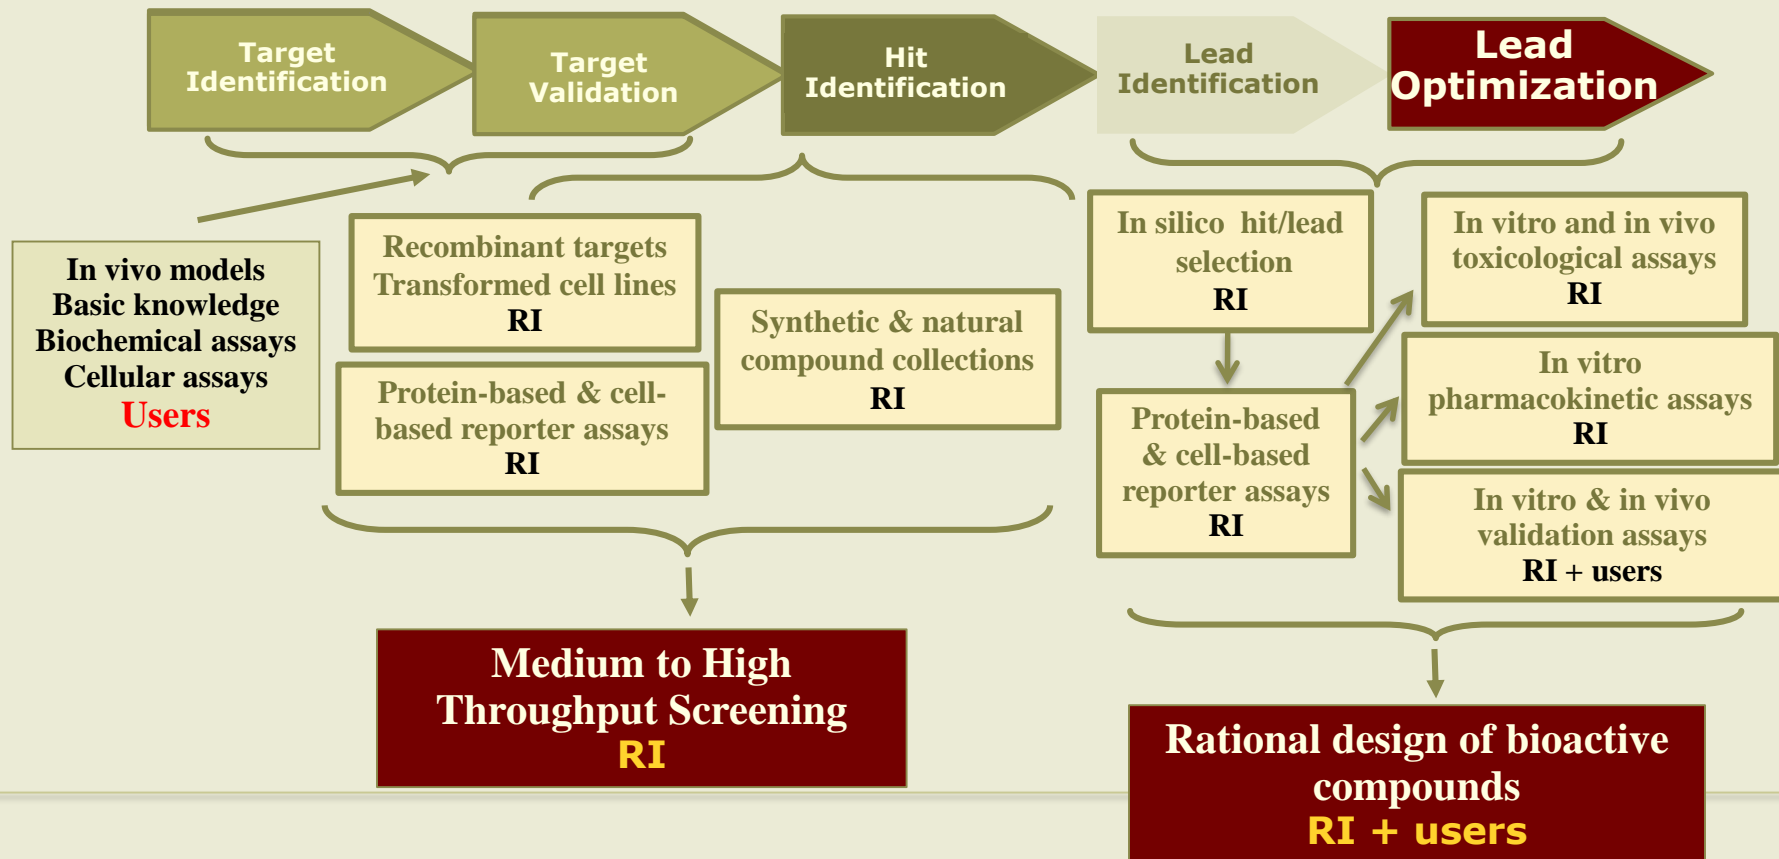 Target
Identification
Target
Validation
Hit
Identification
Lead
Identification
Lead
Optimization
In vivo models
Basic knowledge
Biochemical assays
Cellular assays
Users
Recombinant targets
Transformed cell lines
RI
Protein-based & cell-
based reporter assays
RI
Synthetic & natural
compound collections
RI
In silico hit/lead
selection
RI
Protein-based
& cell-based
reporter assays
RI
In vitro and in vivo
toxicological assays
RI
In vitro
pharmacokinetic assays
RI
In vitro & in vivo
validation assays
RI + users
Medium to High
Throughput Screening
RI
Rational design of bioactive
compounds
RI + users